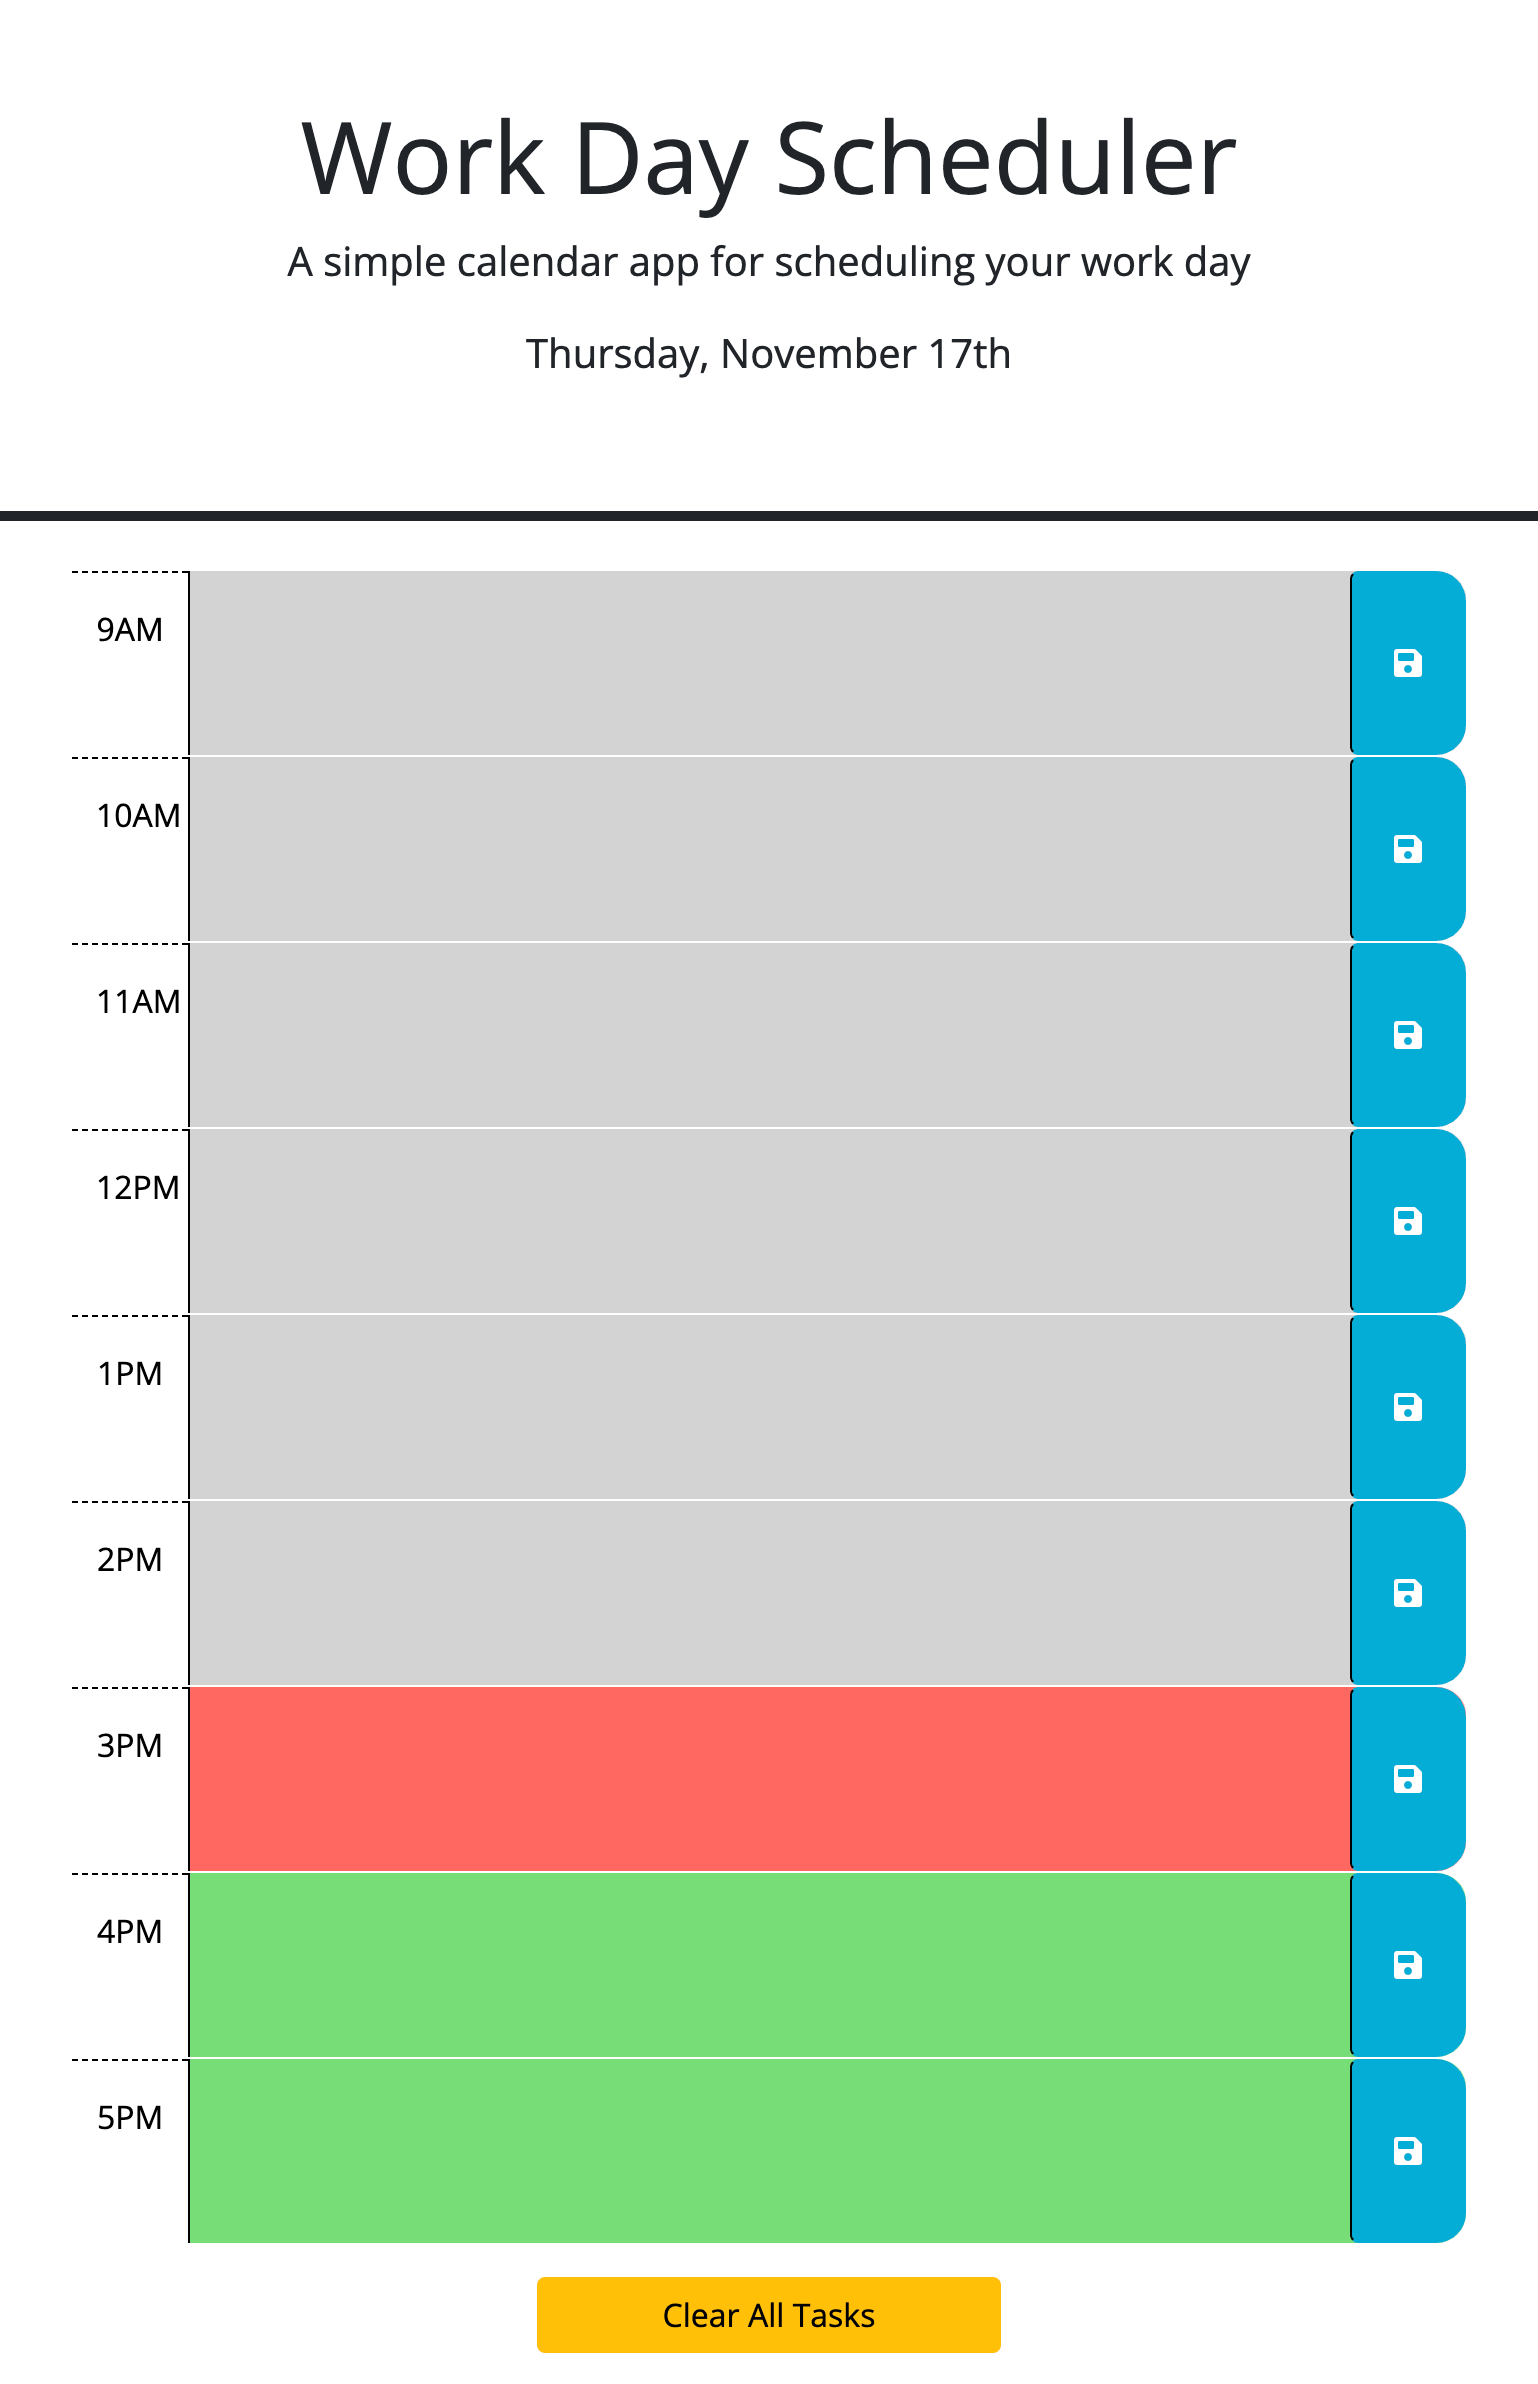 Work Day Scheduler
A simple calendar app for scheduling your work day
Thursday, November 17th
9AM
10AM
11AM
12PM
1PM
2PM
3PM
4PM
5PM
Clear All Tasks